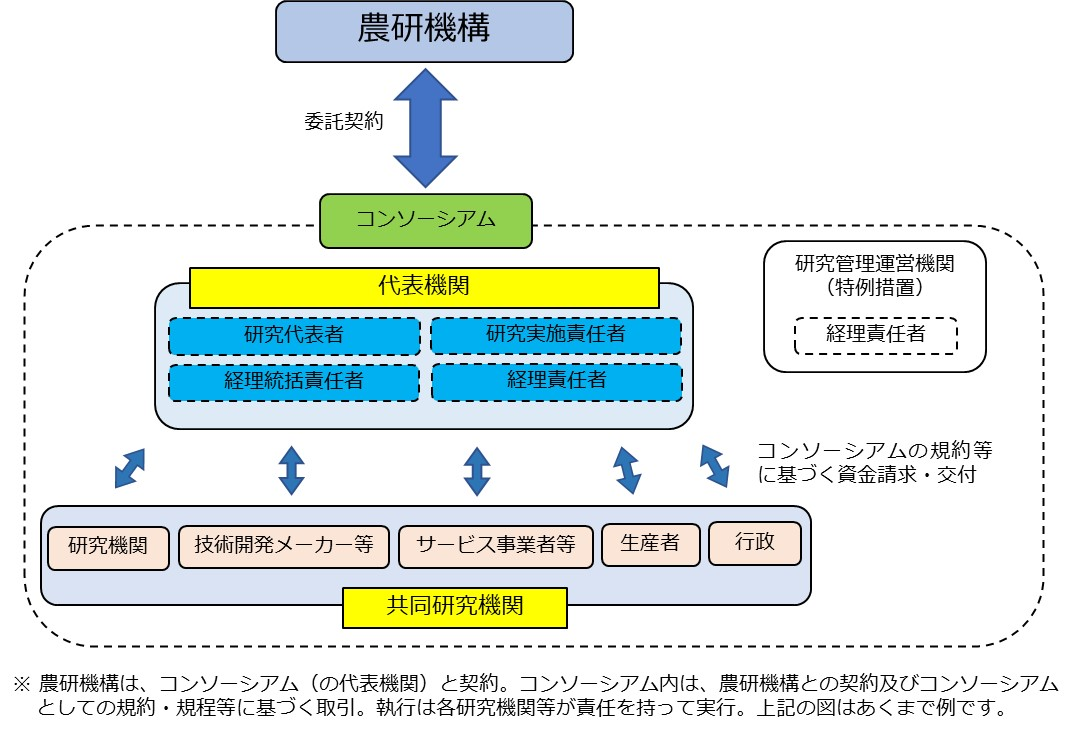 農研機構
委託契約
コンソーシアム
研究管理運営機関
（特例措置）
経理責任者
代表機関
研究代表者
研究実施責任者
経理統括責任者
経理責任者
コンソーシアムの規約等
に基づく資金請求・交付
研究機関
技術開発メーカー等
サービス事業者等
生産者
行政
共同研究機関
※ 農研機構は、コンソーシアム（の代表機関）と契約。コンソーシアム内は、農研機構との契約及びコンソーシアム
としての規約・規程等に基づく取引。執行は各研究機関等が責任を持って実行。上記の図はあくまで例です。